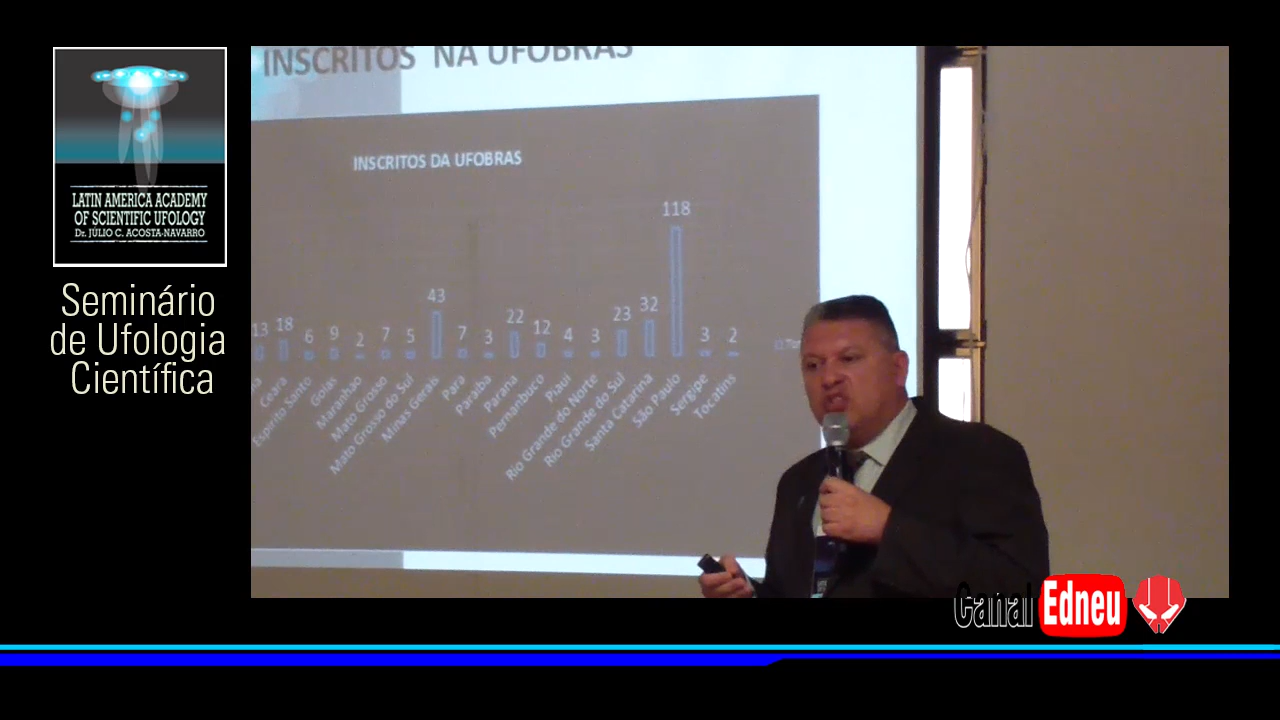 LATIN AMERICA ACADEMY
OF SCIENTIFIC UFOLOGY
Dr. JÚLIO C. ACOSTA-NAVARRO
Seminário
de Ufologia
Científica
INSCRITOS NA UFOBRAS
INSCRITOS DA UFOBRAS
13 18 6 9 2 7 5 43 7 3 22 12 4 3 23 32 118 3 2
Ceara
Espirito Santo
Goias
Maranhao
Mato Grosso
Mato Grosso do Sul
Minas Gerais
Para
Paraiba
Parana
Pernanbuco
Piaui
Rio Grande do Norte
Rio Grande do Sul
Santa Catarina
São Paulo
Sergipe
Tocatins
Canal Edneu